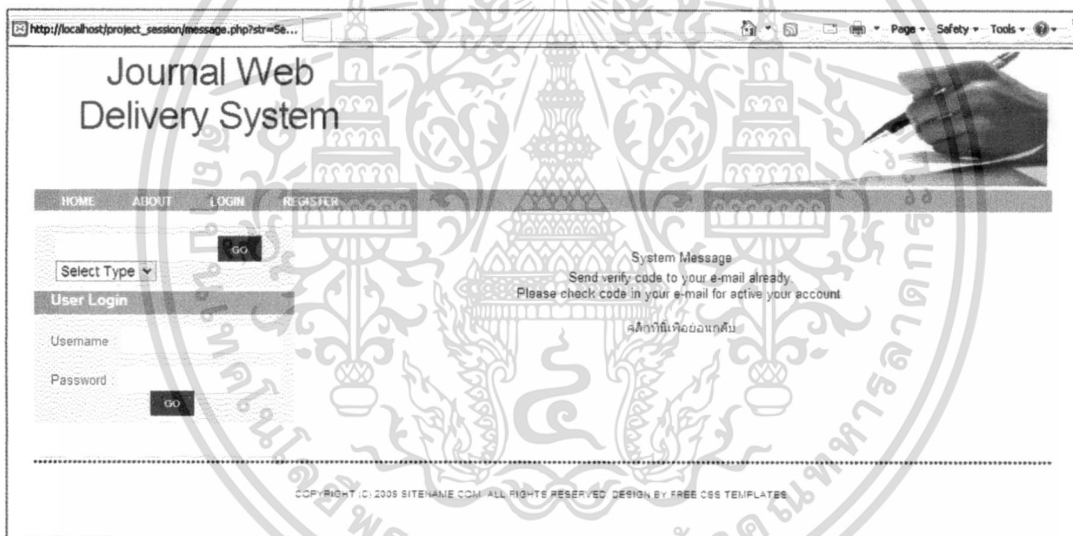 http://localhost/project_session/message.php?str=Se...
Page Safety Tools
Journal Web
Delivery System
HOME ABOUT LOGIN REGISTER
GO
Select Type
User Login
Username
Password :
GO
System Message
Send verify code to your e-mail already
Please check code in your e-mail for active your account
คลิกที่นี่เพื่อย้อนกลับ
COPYRIGHT (C) 2008 SITENAME.COM. ALL RIGHTS RESERVED. DESIGN BY FREE CSS TEMPLATES